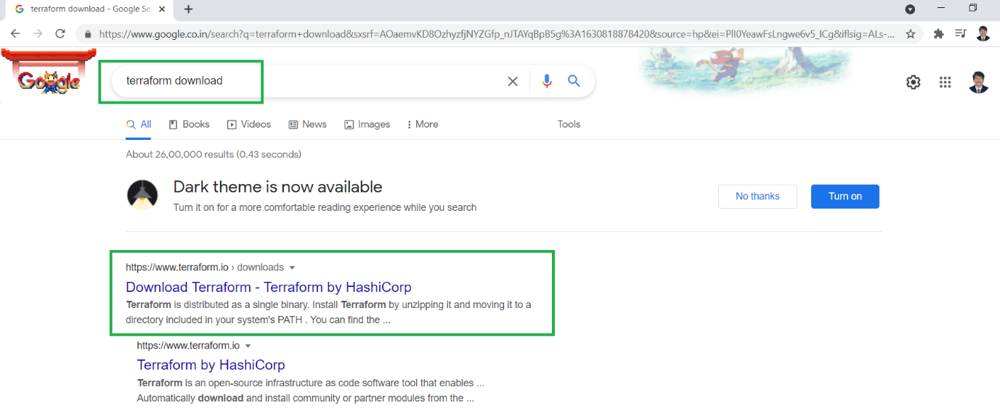 terraform download - Google Se
https://www.google.co.in/search?q=terraform+download&sxsrf=AOaemvKD8OzhyzfjNYZGfp_nJTAYqBpB5g%3A1630818878420&source=hp&ei=PlI0YeawFsLngwe6v5_ICg&iflsig=ALs-...
Google
terraform download
All Books Videos News Images More Tools
About 26,00,000 results (0.43 seconds)
Dark theme is now available
Turn it on for a more comfortable reading experience while you search
No thanks Turn on
https://www.terraform.io › downloads
Download Terraform - Terraform by HashiCorp
Terraform is distributed as a single binary. Install Terraform by unzipping it and moving it to a
directory included in your system's PATH . You can find the ...
https://www.terraform.io
Terraform by HashiCorp
Terraform is an open-source infrastructure as code software tool that enables ...
Automatically download and install community or partner modules from the ...